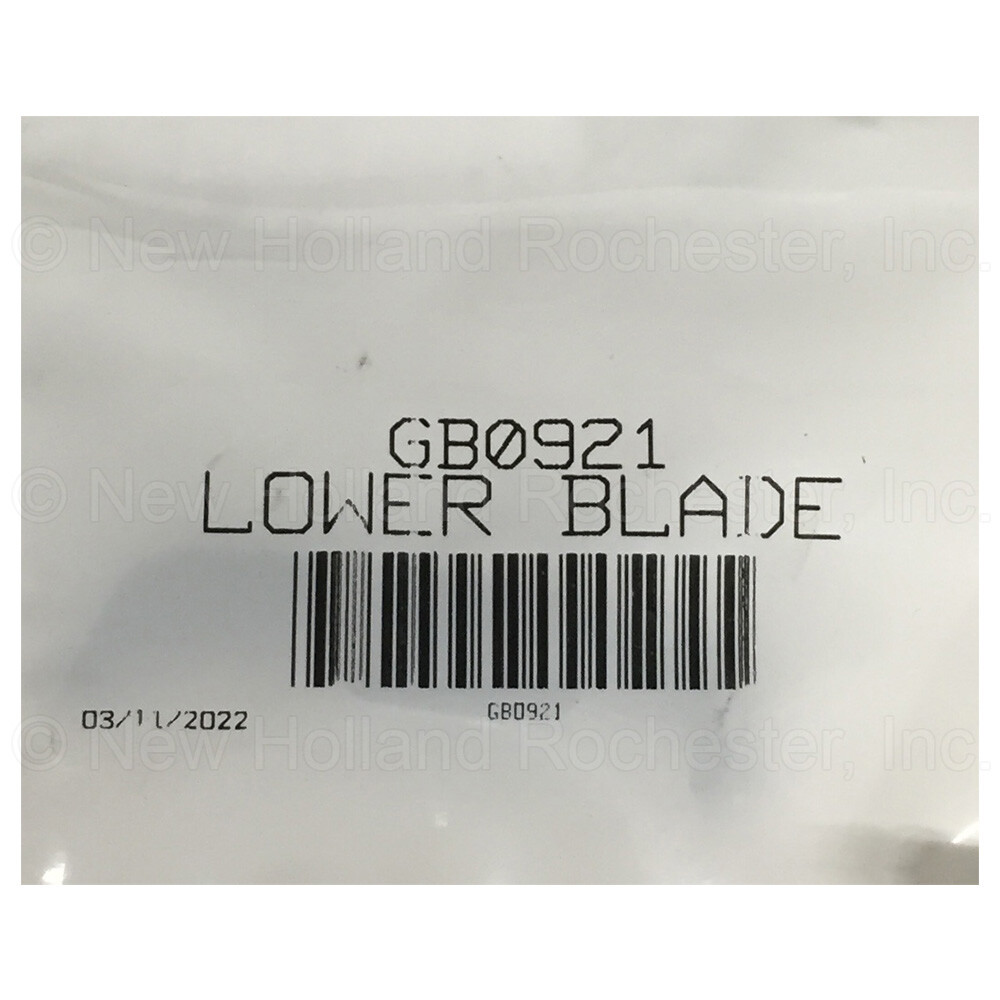 © New Holland Rochester, Inc.
GB0921
LOWER BLADE
© New Holland Rochester, Inc.
GB0921
03/11/2022
© New Holland Rochester, Inc.